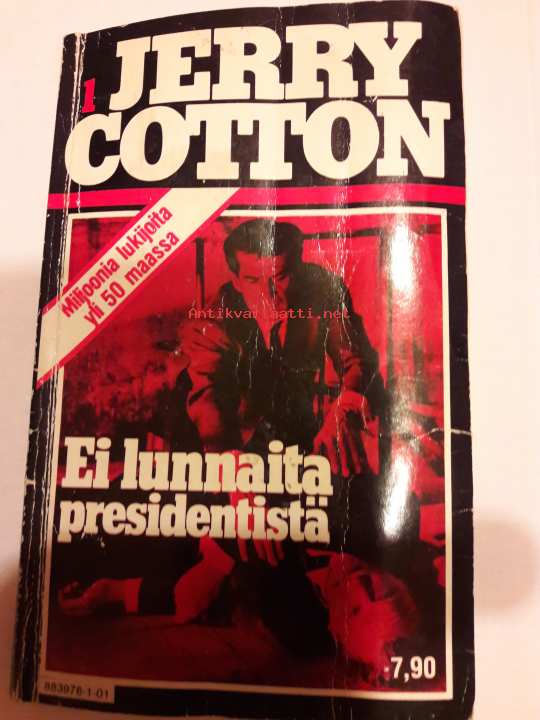 1 JERRY
COTTON
Miljoonia lukijoita
yli 50 maassa
Antikvariaatti.net
Ei lunnaita
presidentistä
7,90
883976-1-01